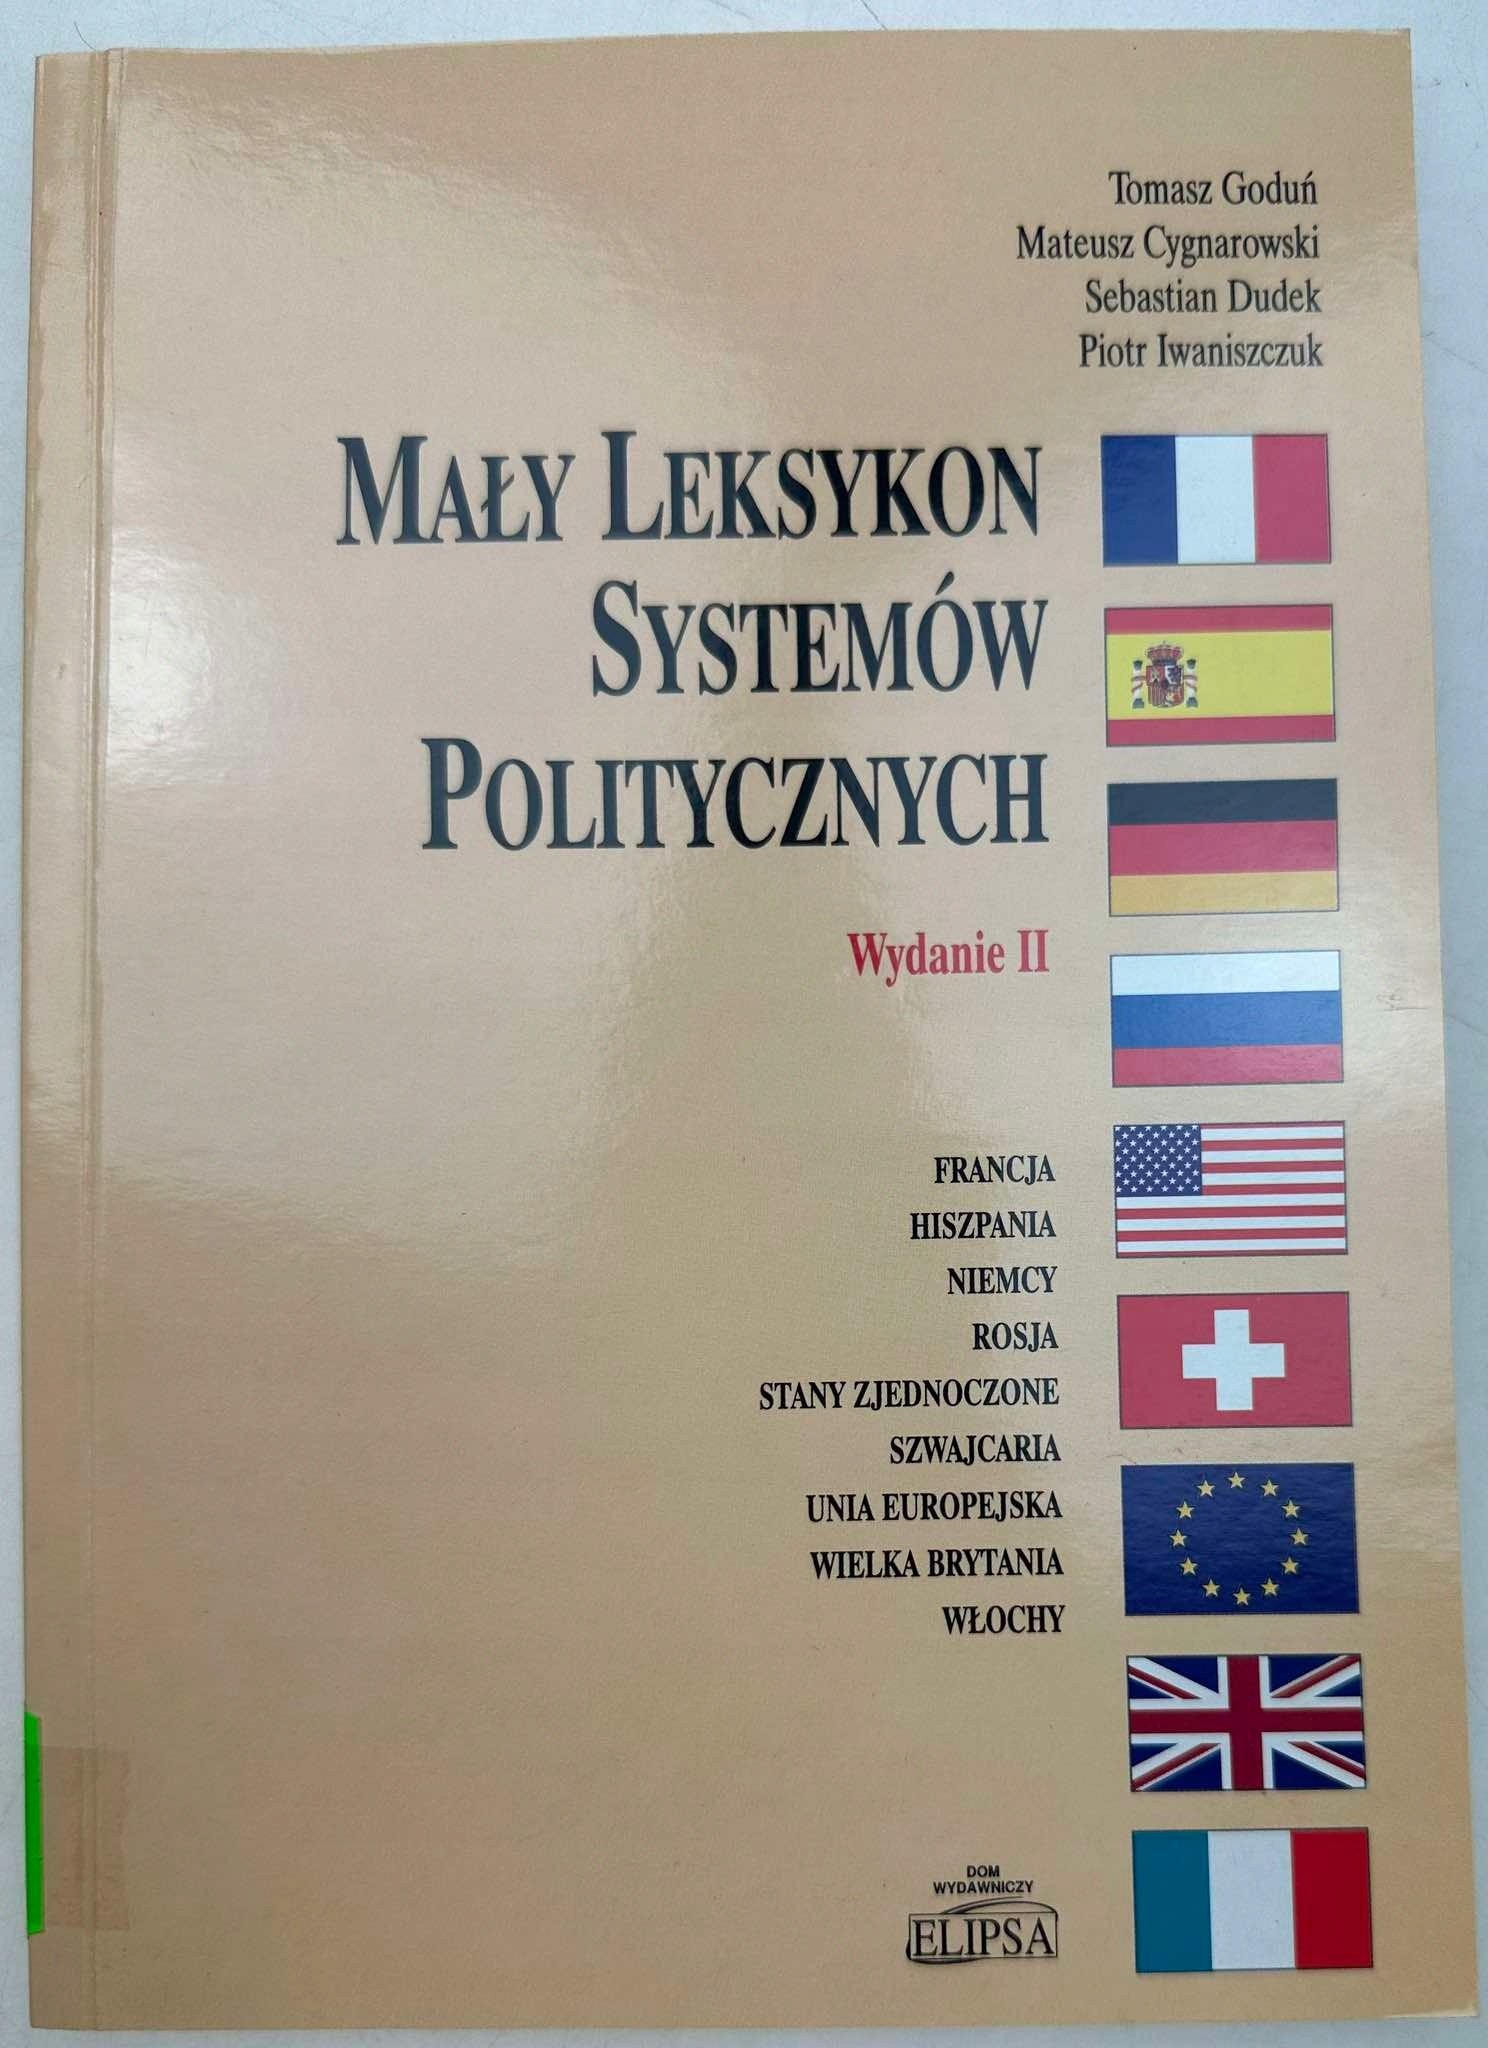 Tomasz Goduń
Mateusz Cygnarowski
Sebastian Dudek
Piotr Iwaniszczuk
MAŁY LEKSYKON
SYSTEMÓW
POLITYCZNYCH
Wydanie II
FRANCJA
HISZPANIA
NIEMCY
ROSJA
STANY ZJEDNOCZONE
SZWAJCARIA
UNIA EUROPEJSKA
WIELKA BRYTANIA
WŁOCHY
DOM
WYDAWNICZY
ELIPSA